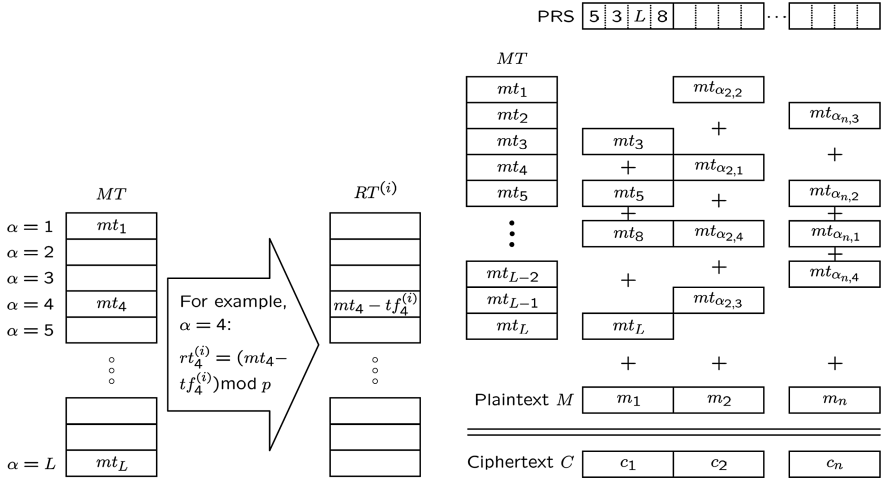 MT
α = 1 mt₁
α = 2
α = 3
α = 4 mt₄
α = 5
α = L mt_L
For example,
α = 4:
rt₄⁽ⁱ⁾ = (mt₄−
tf₄⁽ⁱ⁾) mod p
RT⁽ⁱ⁾
mt₄ − tf₄⁽ⁱ⁾
PRS 5 3 L 8 ...
MT
mt₁ mt_{α₂,₂}
mt₂ + mt_{αₙ,₃}
mt₃ mt₃ +
mt₄ + mt_{α₂,₁}
mt₅ mt₅ + mt_{αₙ,₂}
+ +
mt₈ mt_{α₂,₄} mt_{αₙ,₁}
+ + +
mt_{L−2} mt_{αₙ,₄}
mt_{L−1} mt_{α₂,₃}
mt_L mt_L
+ + +
Plaintext M m₁ m₂ mₙ
Ciphertext C c₁ c₂ cₙ